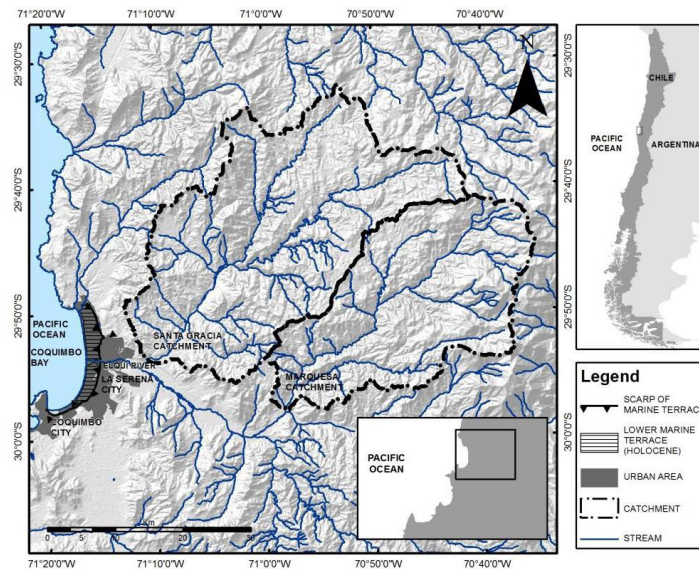 71°20'0"W 71°10'0"W 71°0'0"W 70°50'0"W 70°40'0"W
29°30'0"S
29°40'0"S
29°50'0"S
30°0'0"S
N
PACIFIC
OCEAN
COQUIMBO
BAY
SANTA GRACIA
CATCHMENT
ELQUI RIVER
LA SERENA
CITY
MARQUESA
CATCHMENT
COQUIMBO
CITY
PACIFIC
OCEAN
Km
0 5 10 20 30
71°20'0"W 71°10'0"W 71°0'0"W 70°50'0"W 70°40'0"W
29°30'0"S
29°40'0"S
29°50'0"S
30°0'0"S
CHILE
PACIFIC
OCEAN
ARGENTINA
Legend
SCARP OF
MARINE TERRAC
LOWER MARINE
TERRACE
(HOLOCENE)
URBAN AREA
CATCHMENT
STREAM